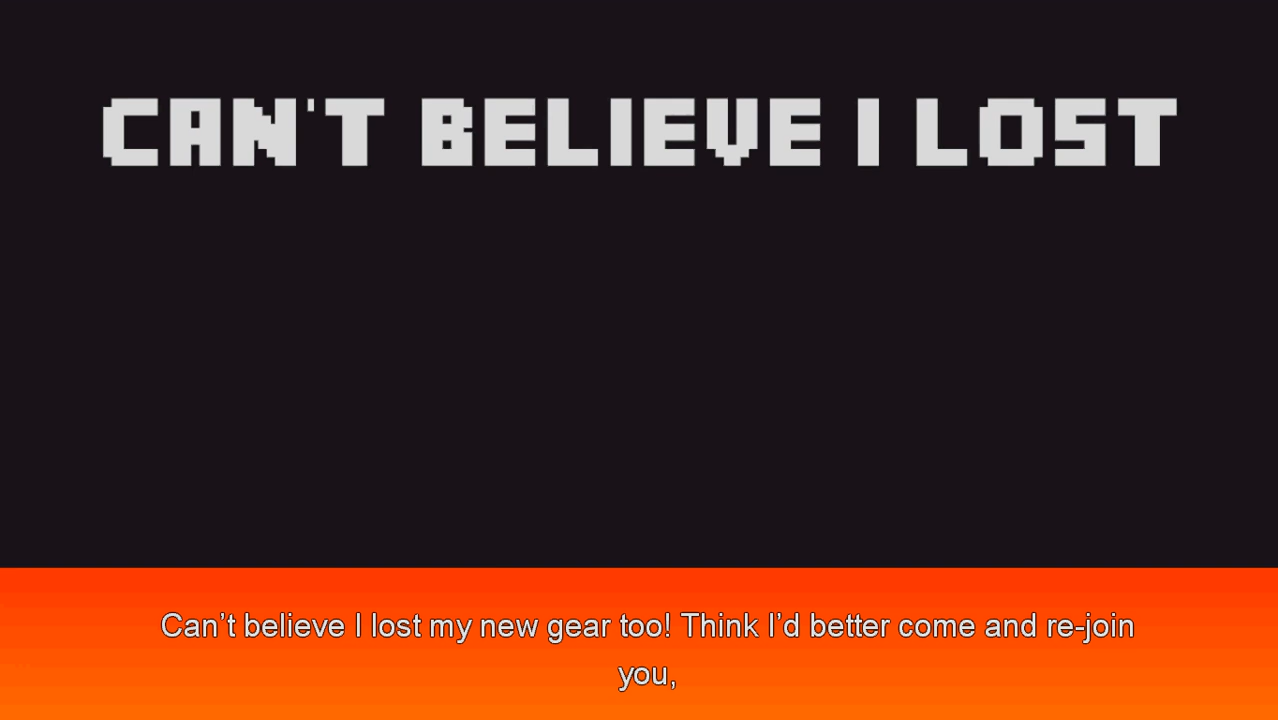 CAN'T BELIEVE I LOST
Can’t believe I lost my new gear too! Think I’d better come and re-join
you,